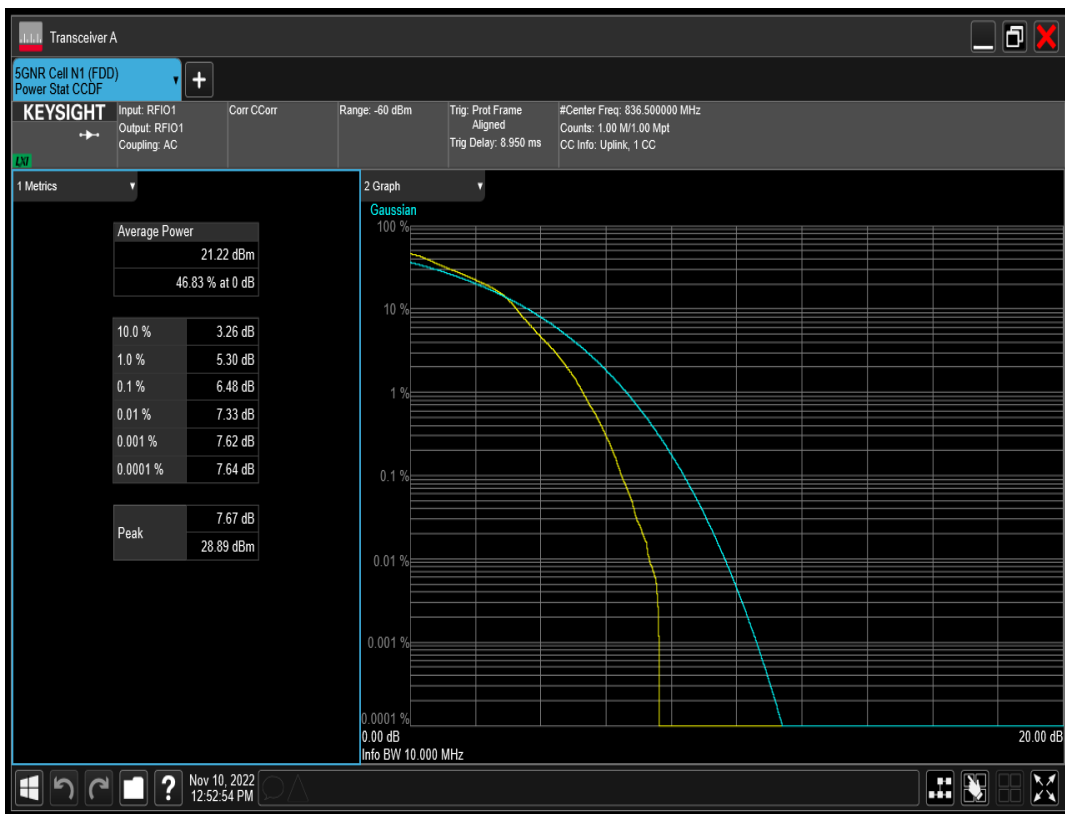 Transceiver A
5GNR Cell N1 (FDD)
Power Stat CCDF
KEYSIGHT
LXI
Input: RFIO1
Output: RFIO1
Coupling: AC
Corr CCorr
Range: -60 dBm
Trig: Prot Frame
Aligned
Trig Delay: 8.950 ms
#Center Freq: 836.500000 MHz
Counts: 1.00 M/1.00 Mpt
CC Info: Uplink, 1 CC
1 Metrics
Average Power
21.22 dBm
46.83 % at 0 dB
10.0 % 3.26 dB
1.0 % 5.30 dB
0.1 % 6.48 dB
0.01 % 7.33 dB
0.001 % 7.62 dB
0.0001 % 7.64 dB
Peak
7.67 dB
28.89 dBm
2 Graph
Gaussian
100 %
10 %
1 %
0.1 %
0.01 %
0.001 %
0.0001 %
0.00 dB
20.00 dB
Info BW 10.000 MHz
?
Nov 10, 2022
12:52:54 PM